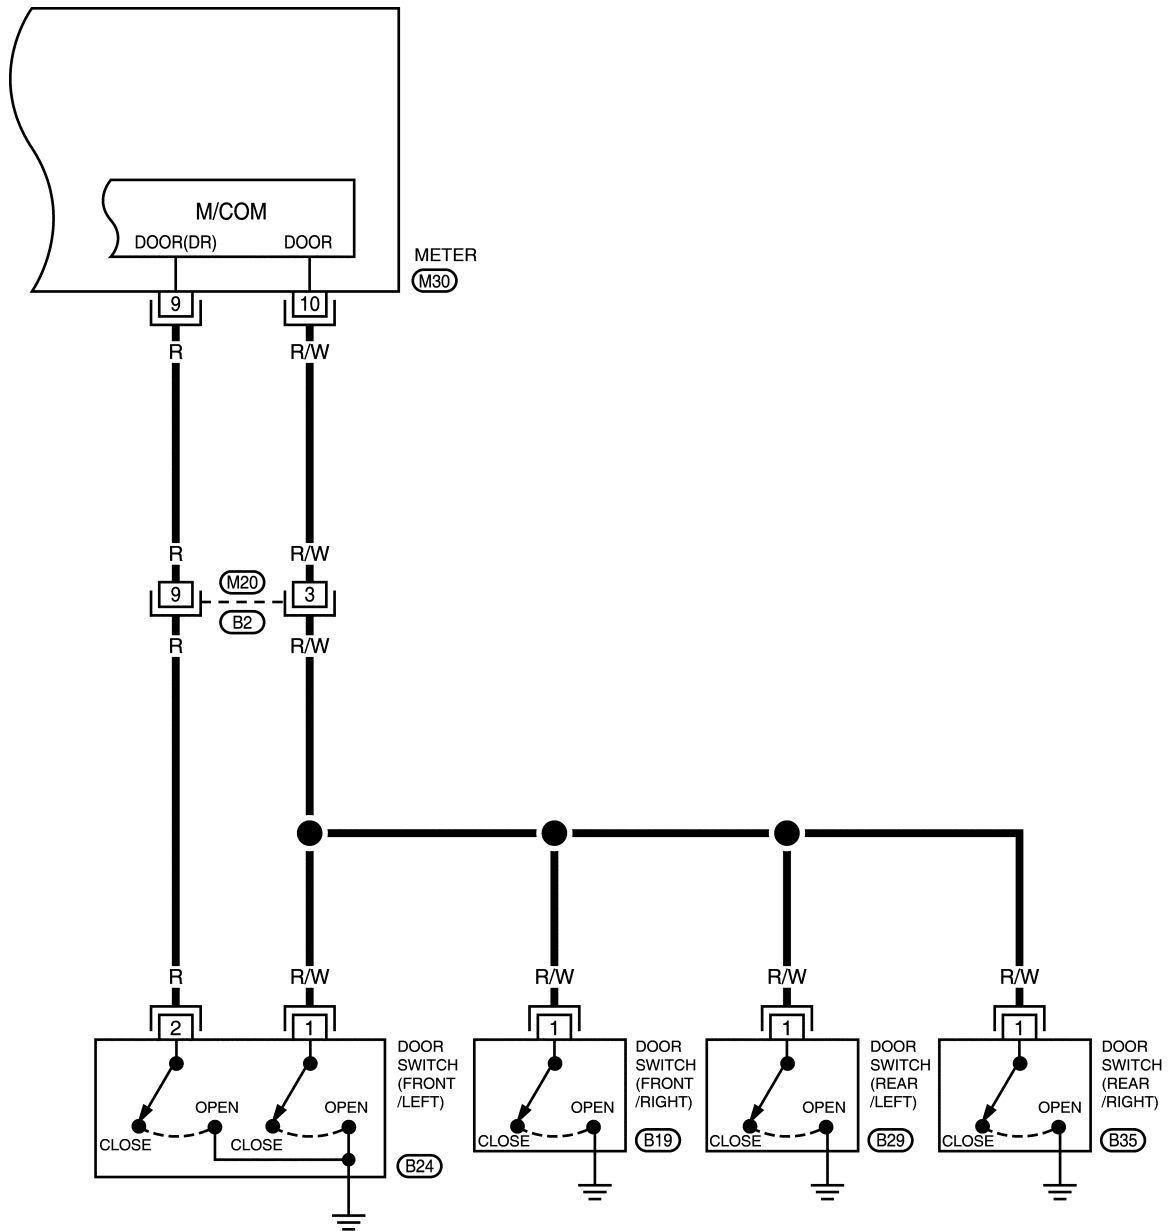 M/COM
DOOR(DR) DOOR
METER
M30
9 10
R R/W
R R/W
9 M20 3
B2
R R/W
R R/W R/W R/W R/W
2 1 1 1 1
DOOR
SWITCH
(FRONT
/LEFT)
DOOR
SWITCH
(FRONT
/RIGHT)
DOOR
SWITCH
(REAR
/LEFT)
DOOR
SWITCH
(REAR
/RIGHT)
OPEN OPEN OPEN OPEN OPEN
CLOSE CLOSE CLOSE CLOSE CLOSE
B24 B19 B29 B35